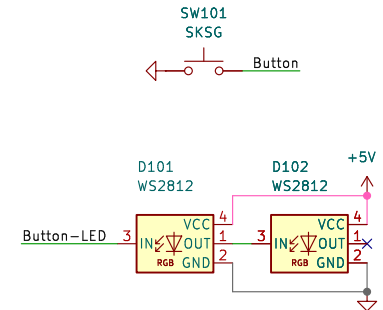 SW101
SKSG
Button
+5V
D101
WS2812
D102
WS2812
Button-LED
3 IN RGB VCC 4
OUT 1
GND 2
3 IN RGB VCC 4
OUT 1
GND 2